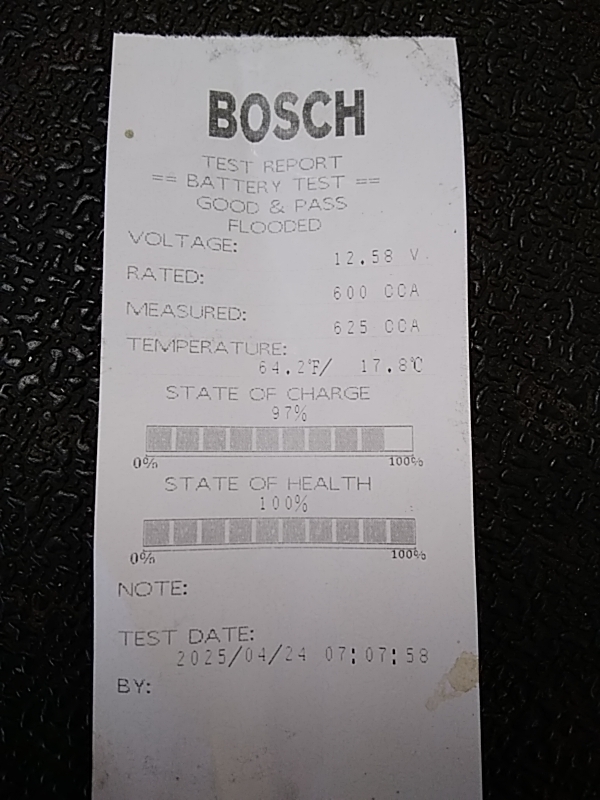 BOSCH
TEST REPORT
== BATTERY TEST ==
GOOD & PASS
FLOODED
VOLTAGE:
12.58 V
RATED:
600 CCA
MEASURED:
625 CCA
TEMPERATURE:
64.2°F/ 17.8°C
STATE OF CHARGE
97%
0% 100%
STATE OF HEALTH
100%
0% 100%
NOTE:
TEST DATE:
2025/04/24 07:07:58
BY: